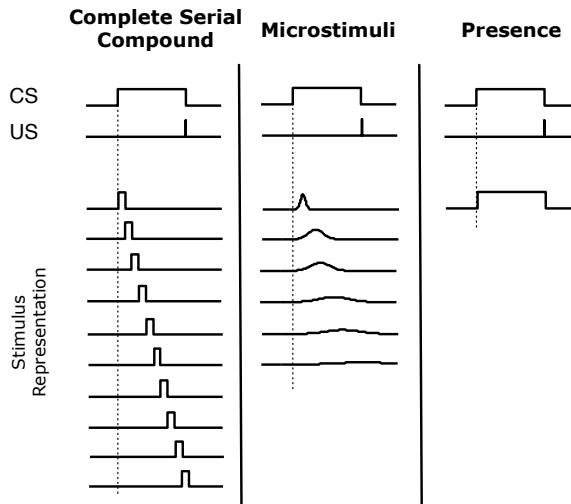 Complete Serial
Compound
Microstimuli
Presence
CS
US
Stimulus
Representation